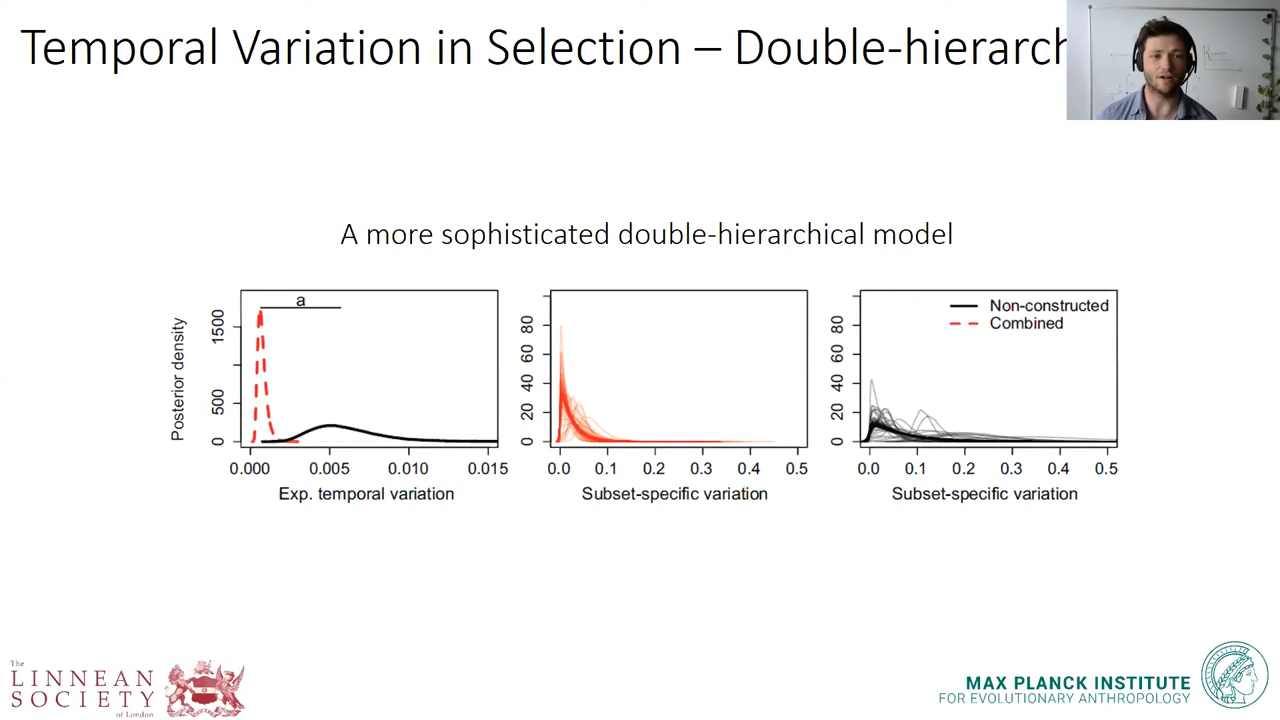 Temporal Variation in Selection – Double-hierarch
A more sophisticated double-hierarchical model
a
Posterior density
0 500 1500
0.000 0.005 0.010 0.015
Exp. temporal variation
0 20 40 60 80
0.0 0.1 0.2 0.3 0.4 0.5
Subset-specific variation
Non-constructed
Combined
0 20 40 60 80
0.0 0.1 0.2 0.3 0.4 0.5
Subset-specific variation
The
LINNEAN
SOCIETY
of London
MAX PLANCK INSTITUTE
FOR EVOLUTIONARY ANTHROPOLOGY